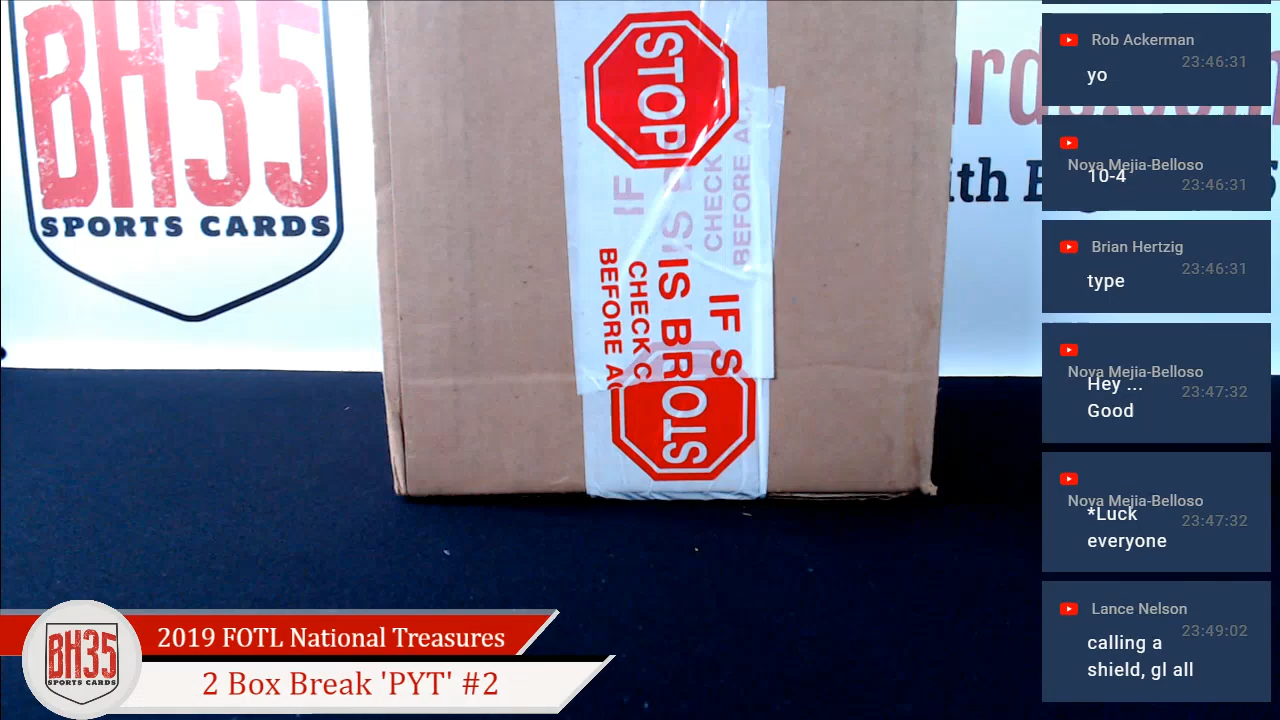 BH35
SPORTS CARDS
STOP
IF
IS
CHECK
BEFORE
IF S
IS BRO
CHECK C
BEFORE A
STOP
ards.com
ith B
2019 FOTL National Treasures
2 Box Break 'PYT' #2
BH35
SPORTS CARDS
Rob Ackerman
23:46:31
yo
Nova Mejia-Belloso
10-4
23:46:31
Brian Hertzig
23:46:31
type
Nova Mejia-Belloso
Hey ...
23:47:32
Good
Nova Mejia-Belloso
*Luck
23:47:32
everyone
Lance Nelson
23:49:02
calling a
shield, gl all